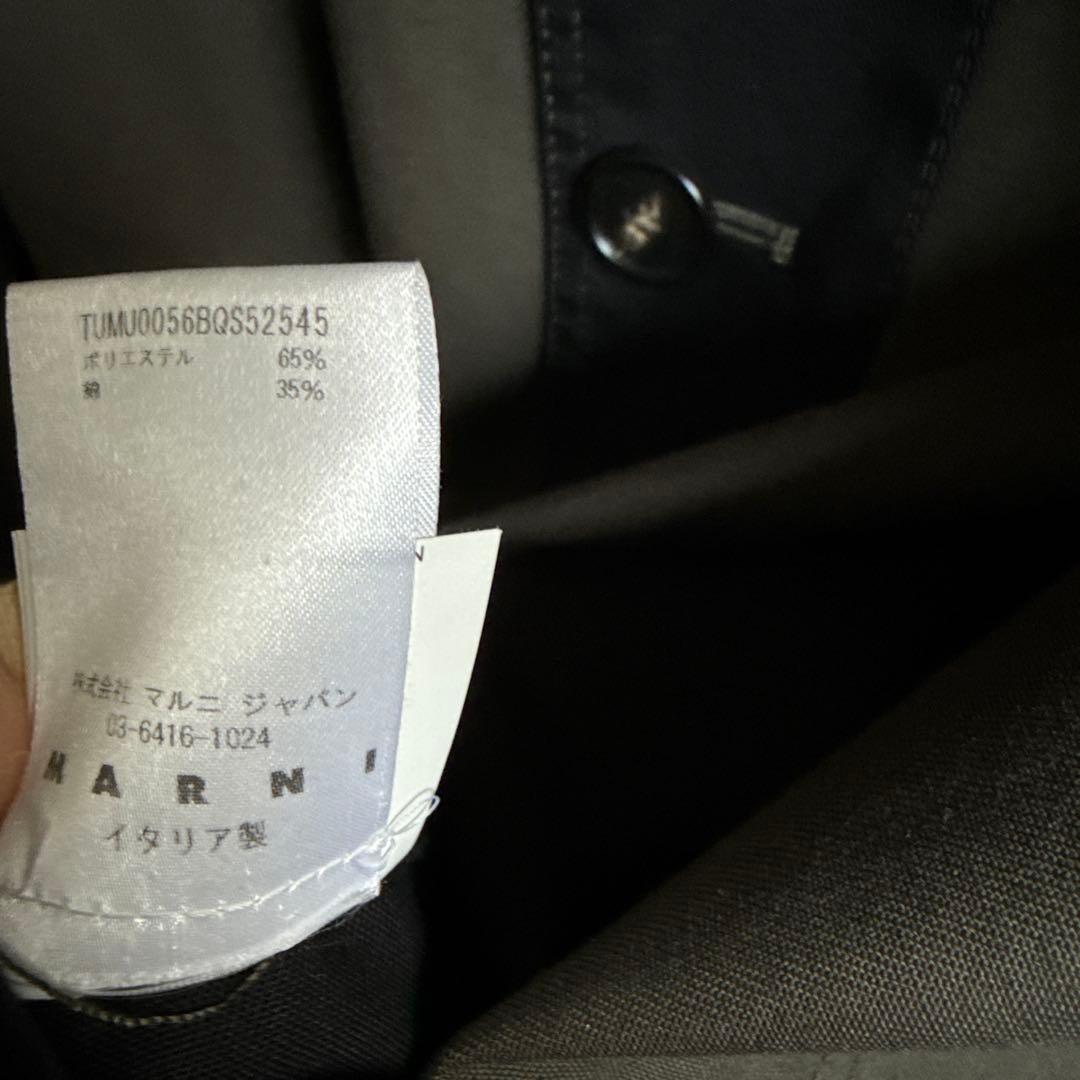 TUMU0056BQS52545
ポリエステル 65%
綿 35%
株式会社 マルニ ジャパン
03-6416-1024
MARNI
イタリア製